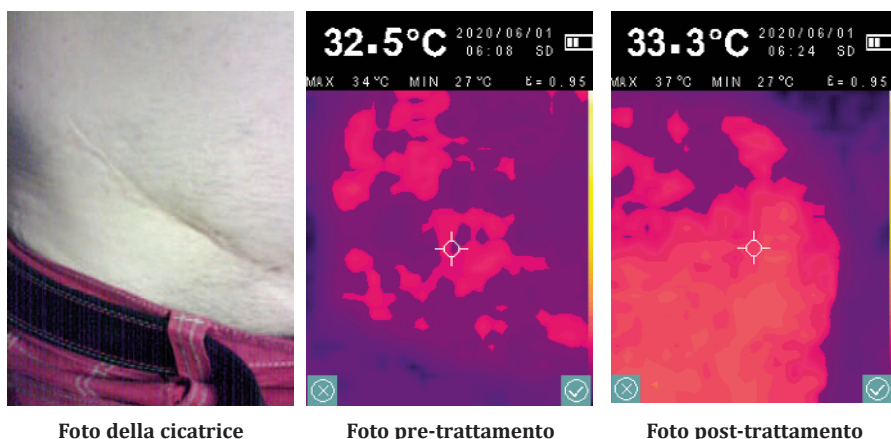 32.5°C 2020/06/01
06:08 SD
MAX 34°C MIN 27°C ε=0.95
33.3°C 2020/06/01
06:24 SD
MAX 37°C MIN 27°C ε=0.95
Foto della cicatrice
Foto pre-trattamento
Foto post-trattamento